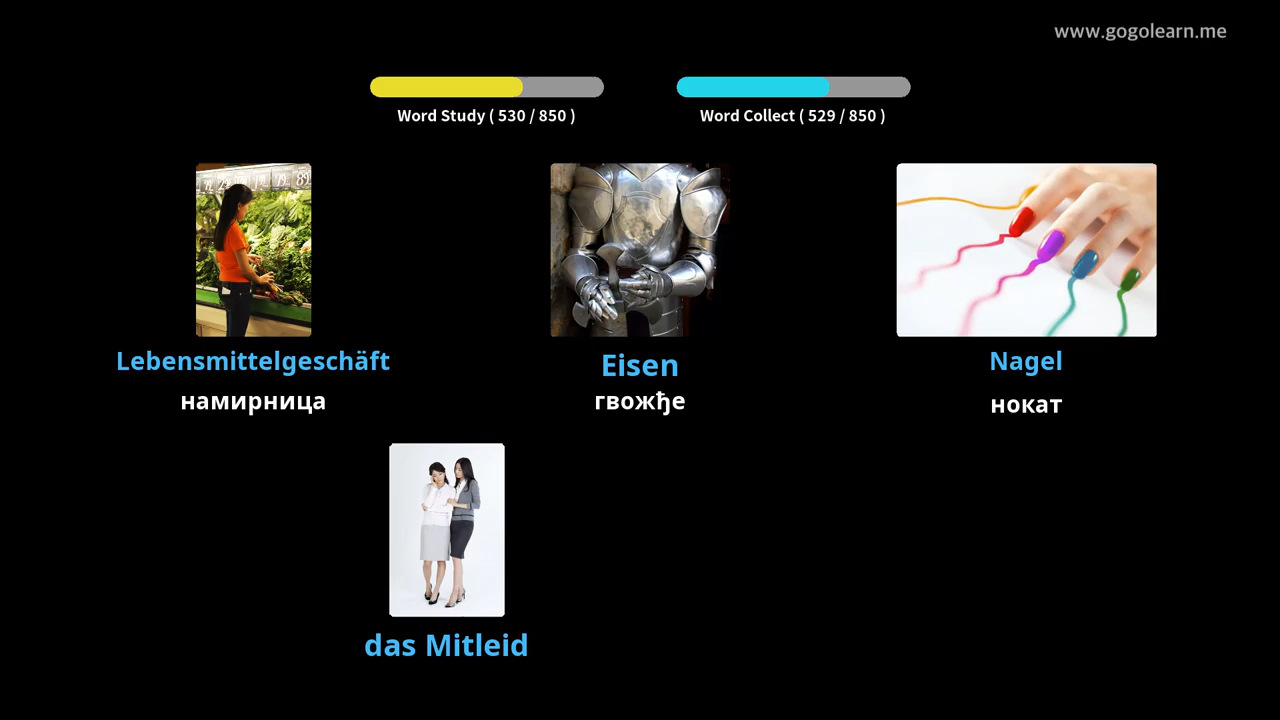 www.gogolearn.me
Word Study ( 530 / 850 )
Word Collect ( 529 / 850 )
Lebensmittelgeschäft
Eisen
Nagel
намирница
гвожђе
нокат
das Mitleid